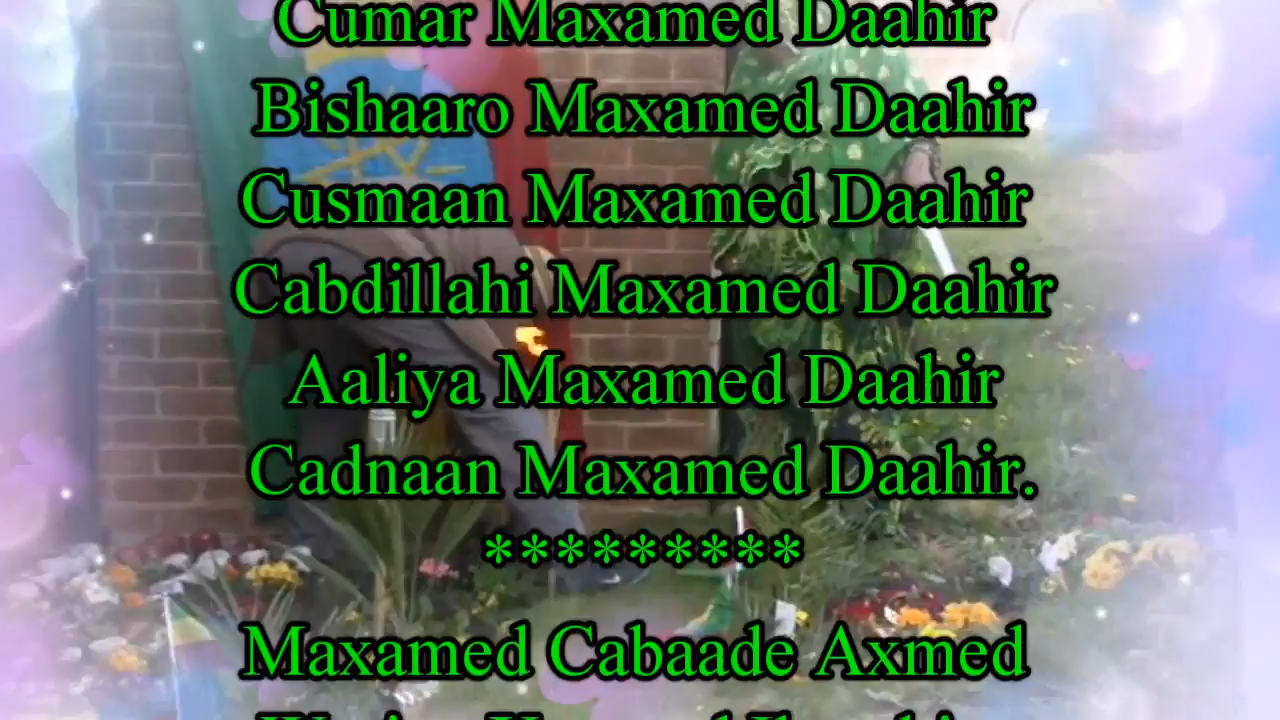 Cumar Maxamed Daahir
Bishaaro Maxamed Daahir
Cusmaan Maxamed Daahir
Cabdillahi Maxamed Daahir
Aaliya Maxamed Daahir
Cadnaan Maxamed Daahir.
*********
Maxamed Cabaade Axmed